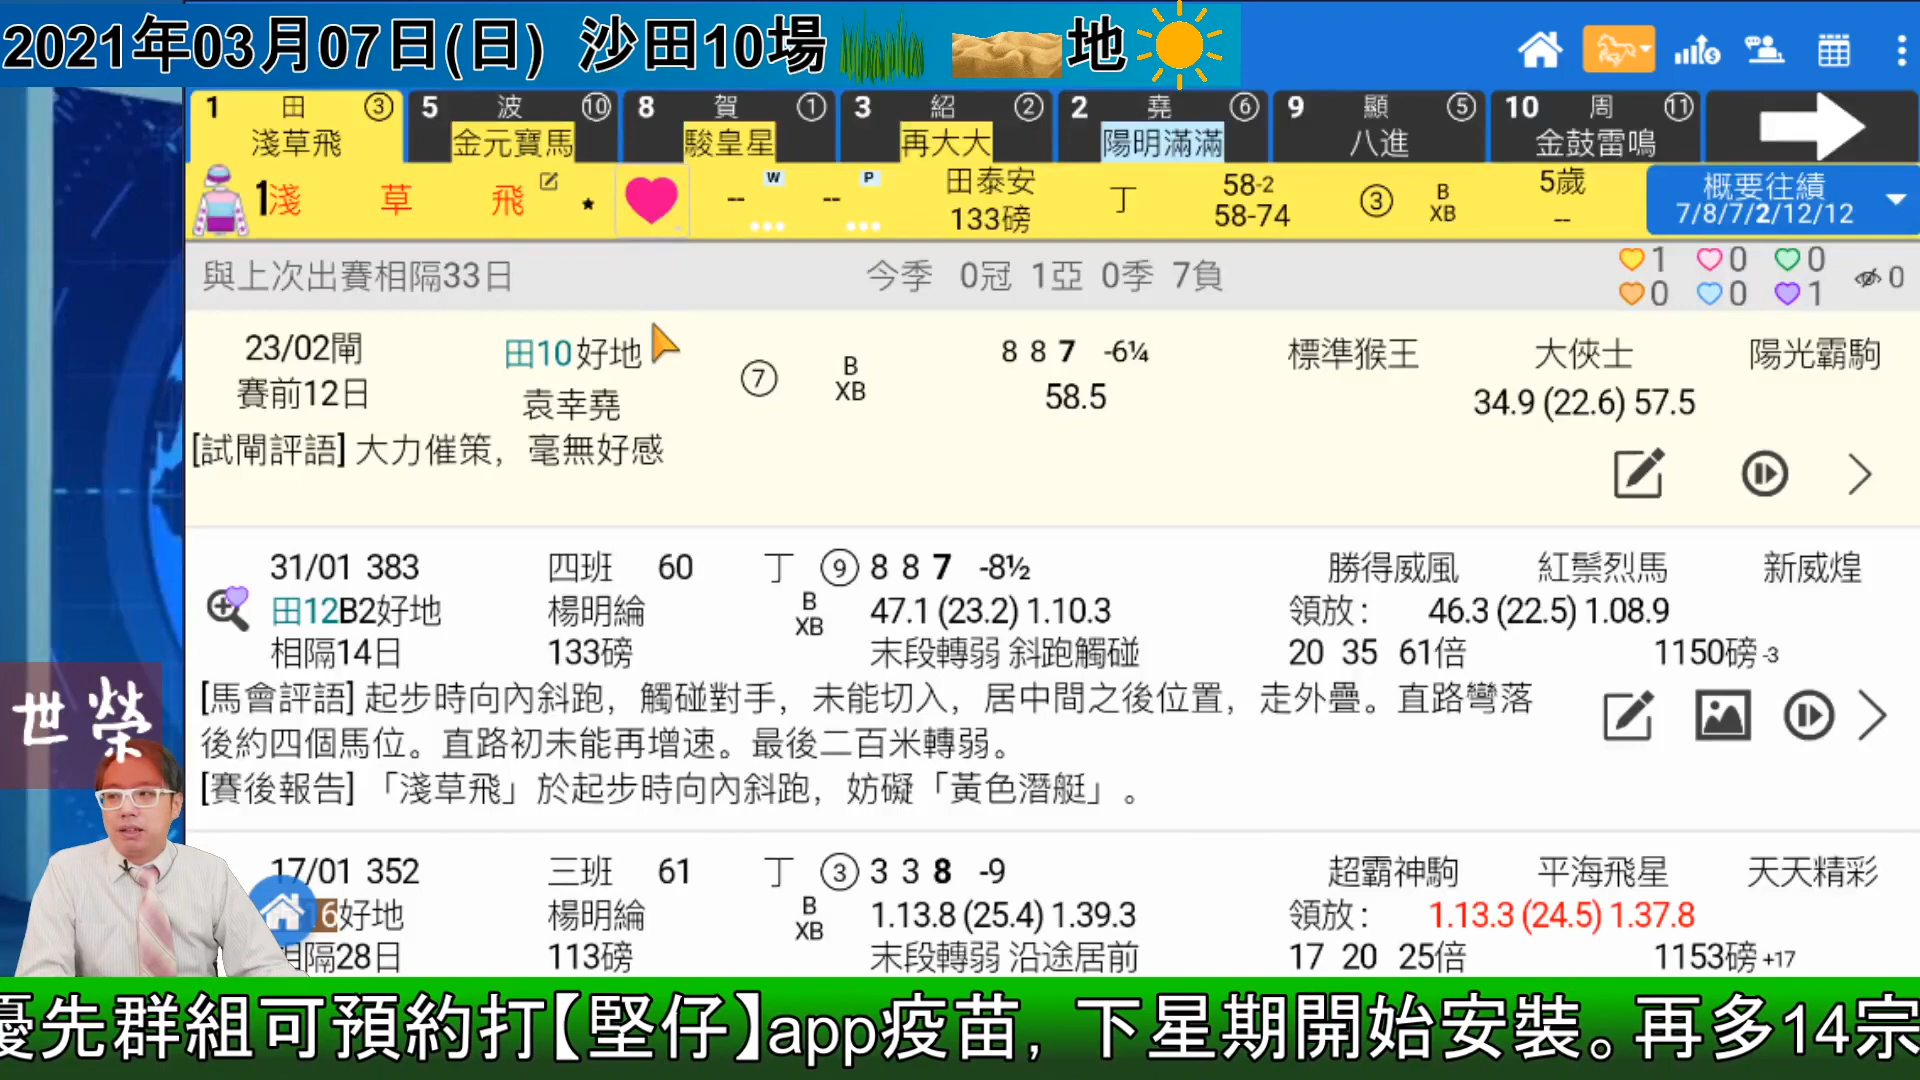 2021年03月07日(日) 沙田10場 地
1 田 ③
淺草飛
5 波 ⑩
金元寶馬
8 賀 ①
駿皇星
3 紹 ②
再大大
2 堯 ⑥
陽明滿滿
9 顯 ⑤
八進
10 周 ⑪
金鼓雷鳴
1淺 草 飛
-- W
-- P
田泰安
133磅
丁
58-2
58-74
③
B
XB
5歲
--
概要往績
7/8/7/2/12/12
與上次出賽相隔33日 今季 0冠 1亞 0季 7負
1 0 0
0 0 1
0
23/02閘 田10好地 ⑦ B 8 8 7 -6¼ 標準猴王 大俠士 陽光霸駒
賽前12日 袁幸堯 XB 58.5 34.9 (22.6) 57.5
[試閘評語] 大力催策，毫無好感
31/01 383 四班 60 丁 ⑨ 8 8 7 -8½ 勝得威風 紅鬃烈馬 新威煌
田12B2好地 楊明綸 B XB 47.1 (23.2) 1.10.3 領放： 46.3 (22.5) 1.08.9
相隔14日 133磅 末段轉弱 斜跑觸碰 20 35 61倍 1150磅 -3
[馬會評語] 起步時向內斜跑，觸碰對手，未能切入，居中間之後位置，走外疊。直路彎落
後約四個馬位。直路初未能再增速。最後二百米轉弱。
[賽後報告] 「淺草飛」於起步時向內斜跑，妨礙「黃色潛艇」。
世榮
17/01 352 三班 61 丁 ③ 3 3 8 -9 超霸神駒 平海飛星 天天精彩
6好地 楊明綸 B XB 1.13.8 (25.4) 1.39.3 領放： 1.13.3 (24.5) 1.37.8
相隔28日 113磅 末段轉弱 沿途居前 17 20 25倍 1153磅 +17
優先群組可預約打【堅仔】app疫苗，下星期開始安裝。再多14宗